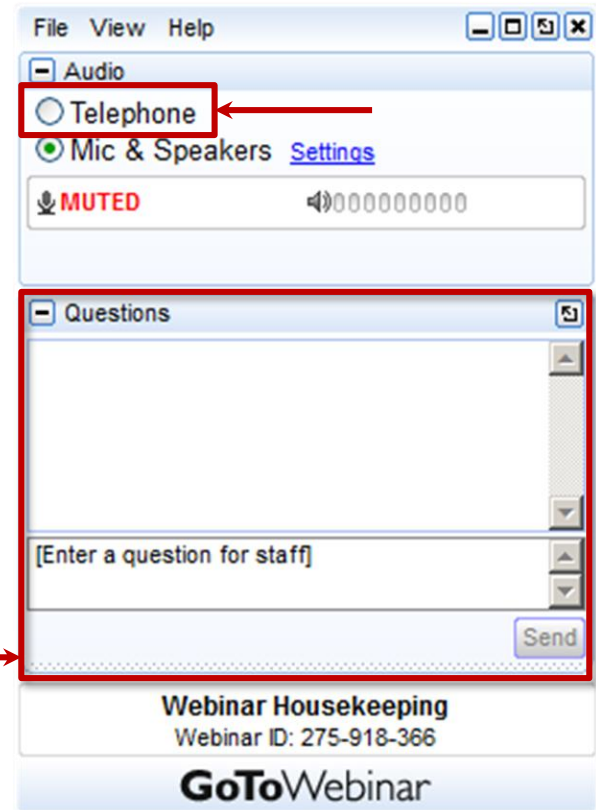 File View Help
Audio
Telephone
Mic & Speakers Settings
MUTED 000000000
Questions
[Enter a question for staff]
Send
Webinar Housekeeping
Webinar ID: 275-918-366
GoToWebinar